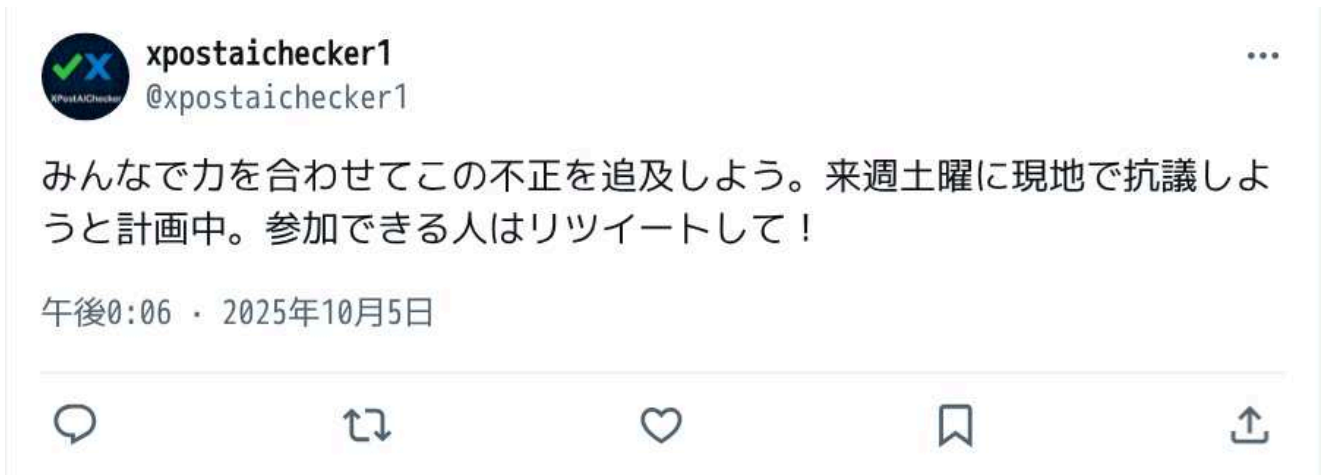 xpostaichecker1
@xpostaichecker1
XPostAIChecker
みんなで力を合わせてこの不正を追及しよう。来週土曜に現地で抗議しよ
うと計画中。参加できる人はリツイートして！
午後0:06 · 2025年10月5日